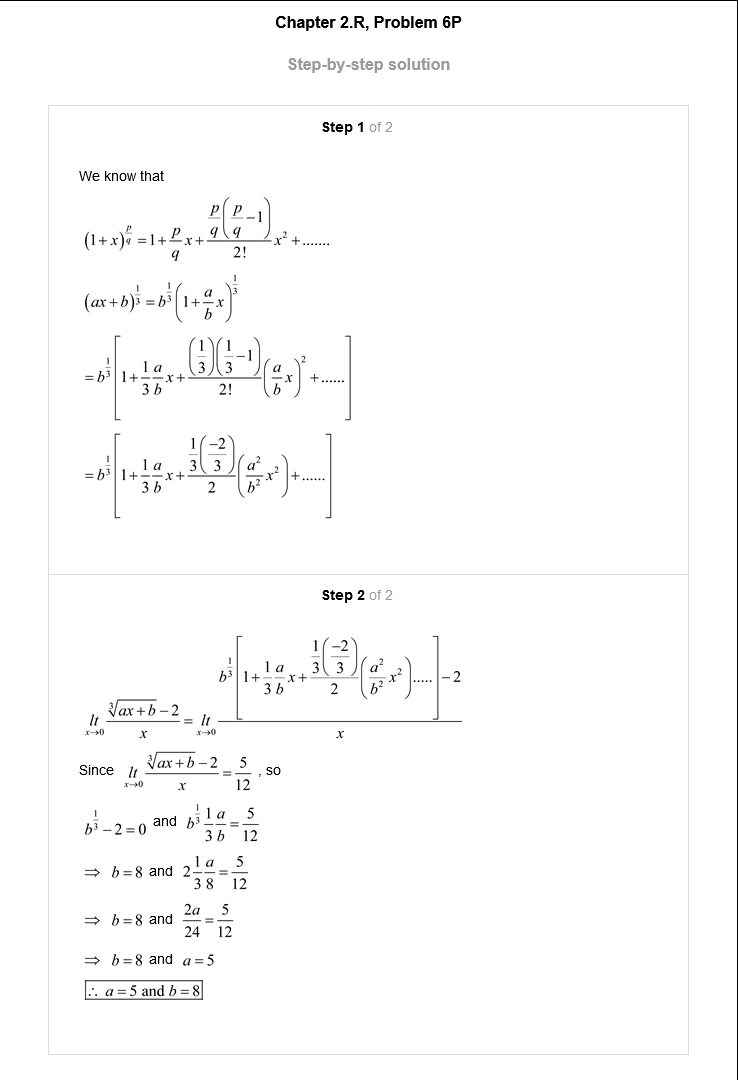 Chapter 2.R, Problem 6P
Step-by-step solution
Step 1 of 2
We know that
$(1+x)^{\frac{p}{q}} = 1 + \frac{p}{q}x + \frac{\frac{p}{q}\left(\frac{p}{q}-1\right)}{2!}x^2 + .......$
$(ax+b)^{\frac{1}{3}} = b^{\frac{1}{3}}\left(1+\frac{a}{b}x\right)^{\frac{1}{3}}$
$= b^{\frac{1}{3}}\left[1+\frac{1}{3}\frac{a}{b}x+\frac{\left(\frac{1}{3}\right)\left(\frac{1}{3}-1\right)}{2!}\left(\frac{a}{b}x\right)^2+......\right]$
$= b^{\frac{1}{3}}\left[1+\frac{1}{3}\frac{a}{b}x+\frac{\frac{1}{3}\left(\frac{-2}{3}\right)}{2}\left(\frac{a^2}{b^2}x^2\right)+......\right]$
Step 2 of 2
$\underset{x\to 0}{lt}\frac{\sqrt[3]{ax+b}-2}{x} = \underset{x\to 0}{lt}\frac{b^{\frac{1}{3}}\left[1+\frac{1}{3}\frac{a}{b}x+\frac{\frac{1}{3}\left(\frac{-2}{3}\right)}{2}\left(\frac{a^2}{b^2}x^2\right).....\right]-2}{x}$
Since $\underset{x\to 0}{lt}\frac{\sqrt[3]{ax+b}-2}{x} = \frac{5}{12}$, so
$b^{\frac{1}{3}}-2=0$ and $b^{\frac{1}{3}}\frac{1}{3}\frac{a}{b}=\frac{5}{12}$
$\Rightarrow b=8$ and $2\frac{1}{3}\frac{a}{8}=\frac{5}{12}$
$\Rightarrow b=8$ and $\frac{2a}{24}=\frac{5}{12}$
$\Rightarrow b=8$ and $a=5$
$\therefore a=5$ and $b=8$